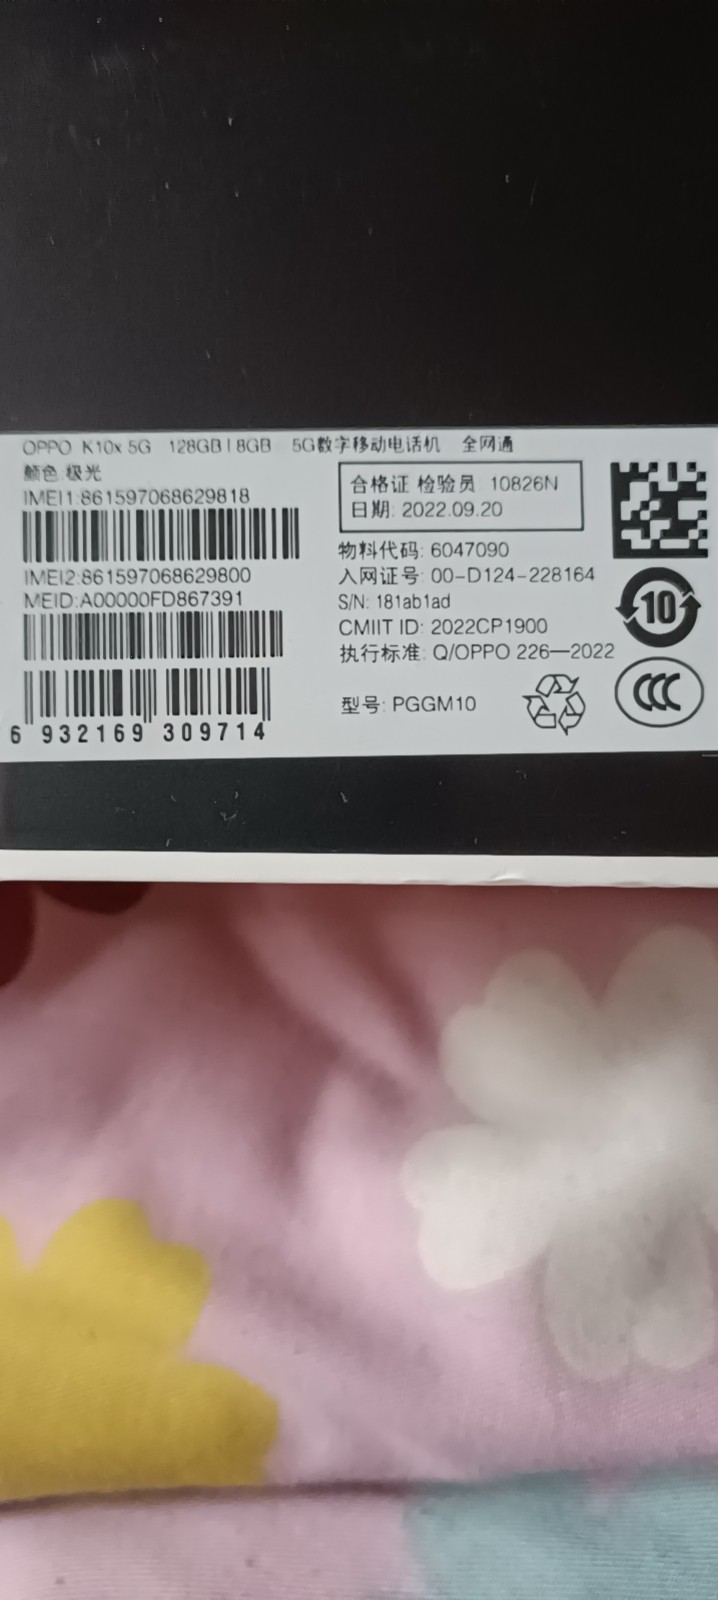 OPPO K10x 5G 128GB | 8GB 5G数字移动电话机 全网通
颜色:极光
IMEI1:861597068629818
IMEI2:861597068629800
MEID:A00000FD867391
6 932169 309714
合格证 检验员 10826N
日期: 2022.09.20
物料代码: 6047090
入网证号: 00-D124-228164
S/N: 181ab1ad
CMIIT ID: 2022CP1900
执行标准: Q/OPPO 226—2022
型号: PGGM10
10
CCC